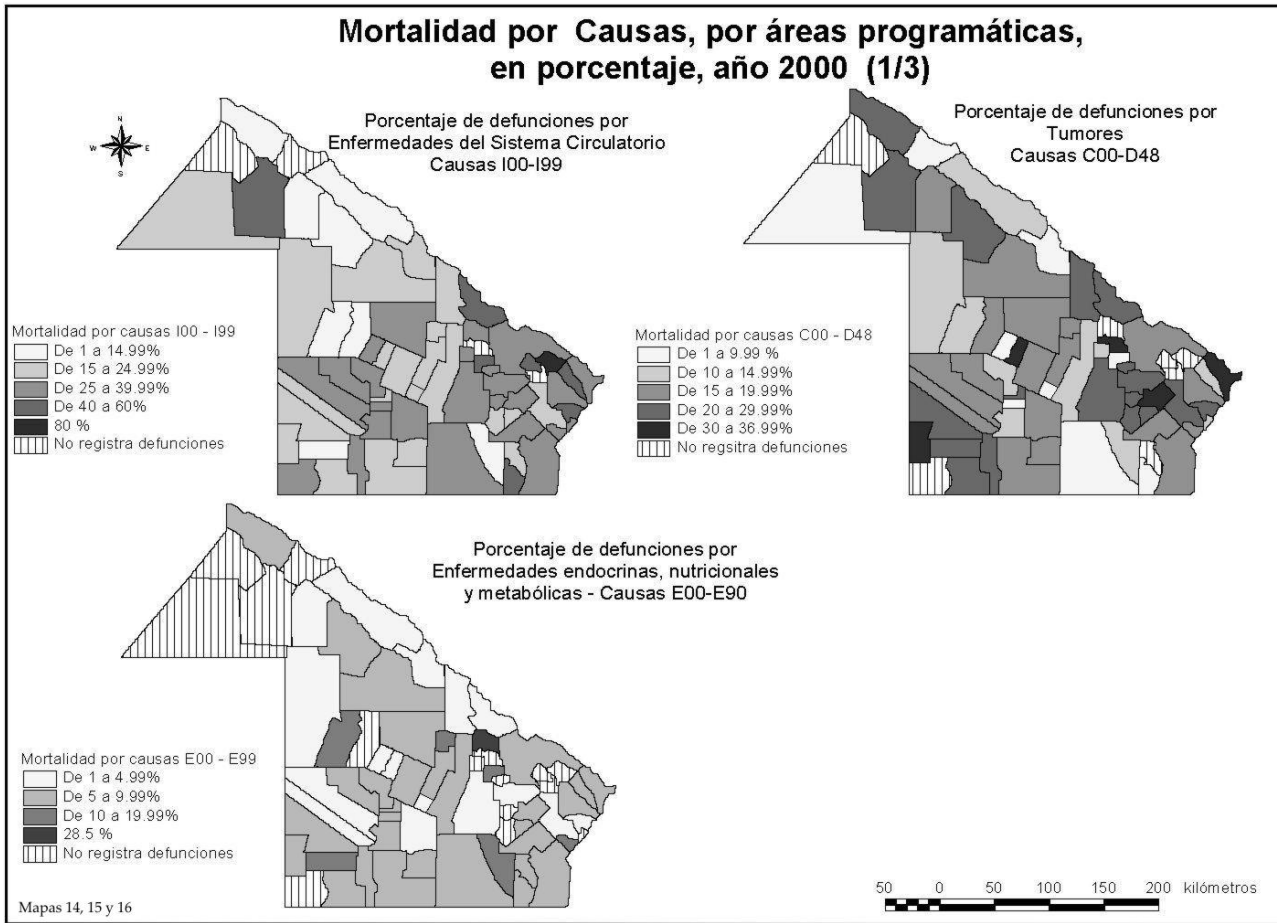 Mortalidad por Causas, por áreas programáticas,
en porcentaje, año 2000 (1/3)
N
W E
S
Porcentaje de defunciones por
Enfermedades del Sistema Circulatorio
Causas I00-I99
Mortalidad por causas I00 - I99
De 1 a 14.99%
De 15 a 24.99%
De 25 a 39.99%
De 40 a 60%
80 %
No registra defunciones
Porcentaje de defunciones por
Tumores
Causas C00-D48
Mortalidad por causas C00 - D48
De 1 a 9.99 %
De 10 a 14.99%
De 15 a 19.99%
De 20 a 29.99%
De 30 a 36.99%
No regsitra defunciones
Porcentaje de defunciones por
Enfermedades endocrinas, nutricionales
y metabólicas - Causas E00-E90
Mortalidad por causas E00 - E99
De 1 a 4.99%
De 5 a 9.99%
De 10 a 19.99%
28.5 %
No registra defunciones
50 0 50 100 150 200 kilómetros
Mapas 14, 15 y 16